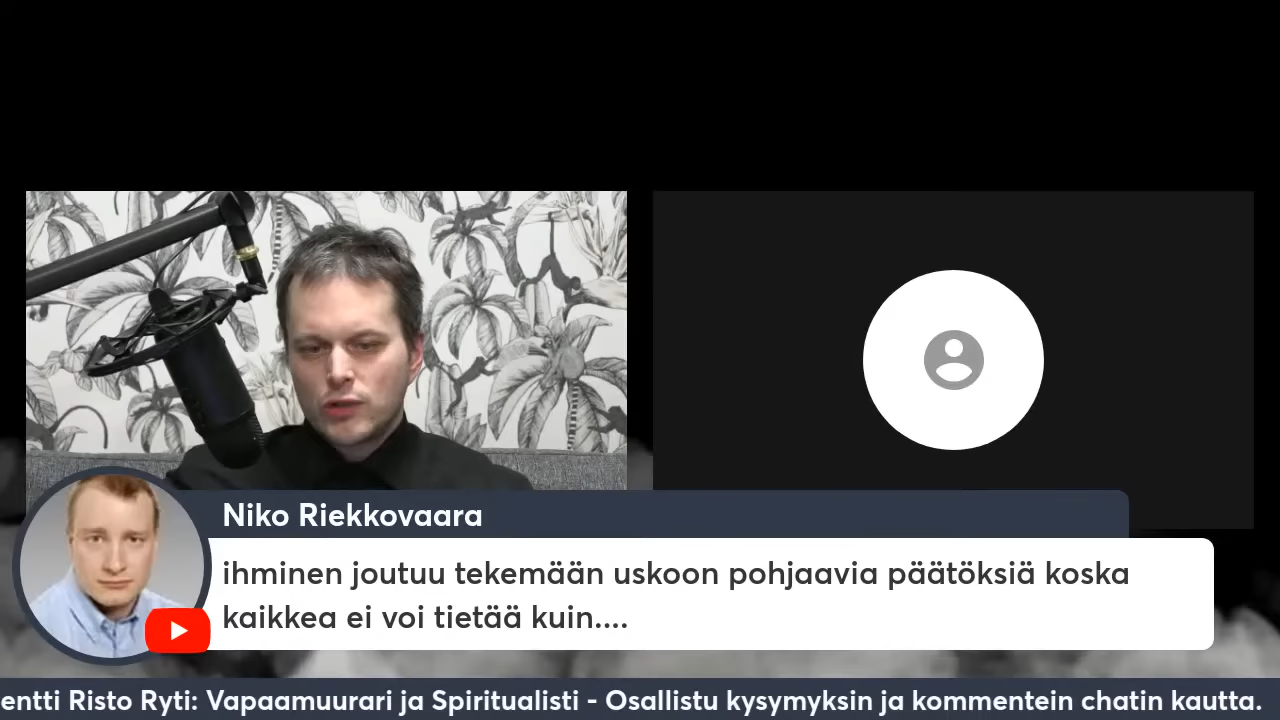 Niko Riekkovaara
ihminen joutuu tekemään uskoon pohjaavia päätöksiä koska
kaikkea ei voi tietää kuin....
entti Risto Ryti: Vapaamuurari ja Spiritualisti - Osallistu kysymyksin ja kommentein chatin kautta.